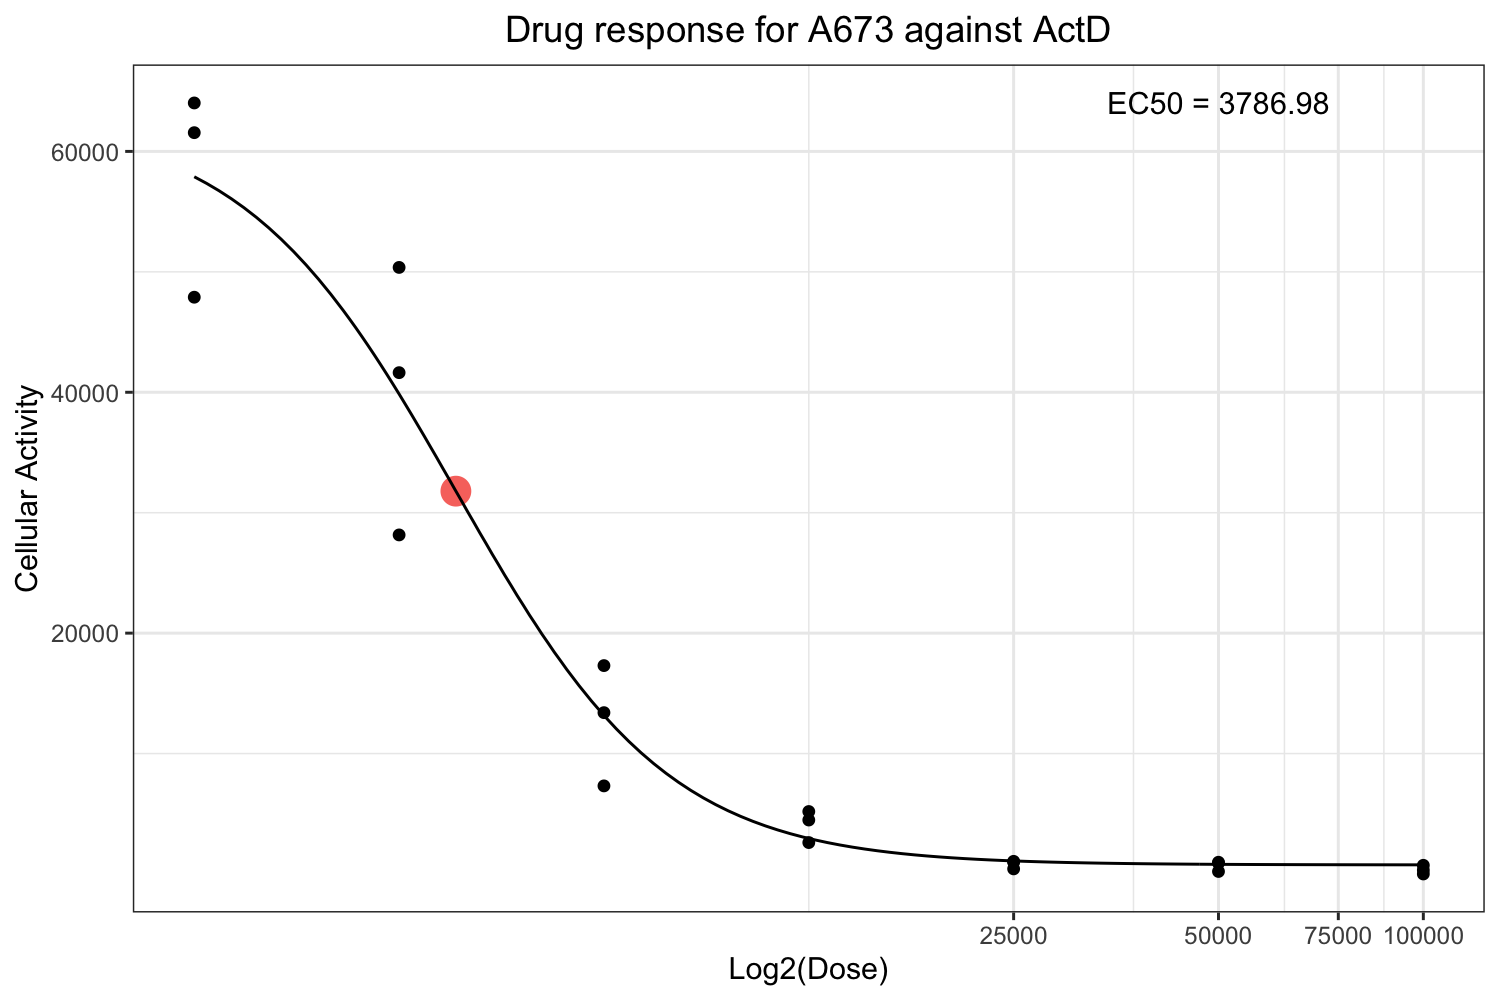 Drug response for A673 against ActD
EC50 = 3786.98
60000
40000
20000
Cellular Activity
25000 50000 75000 100000
Log2(Dose)